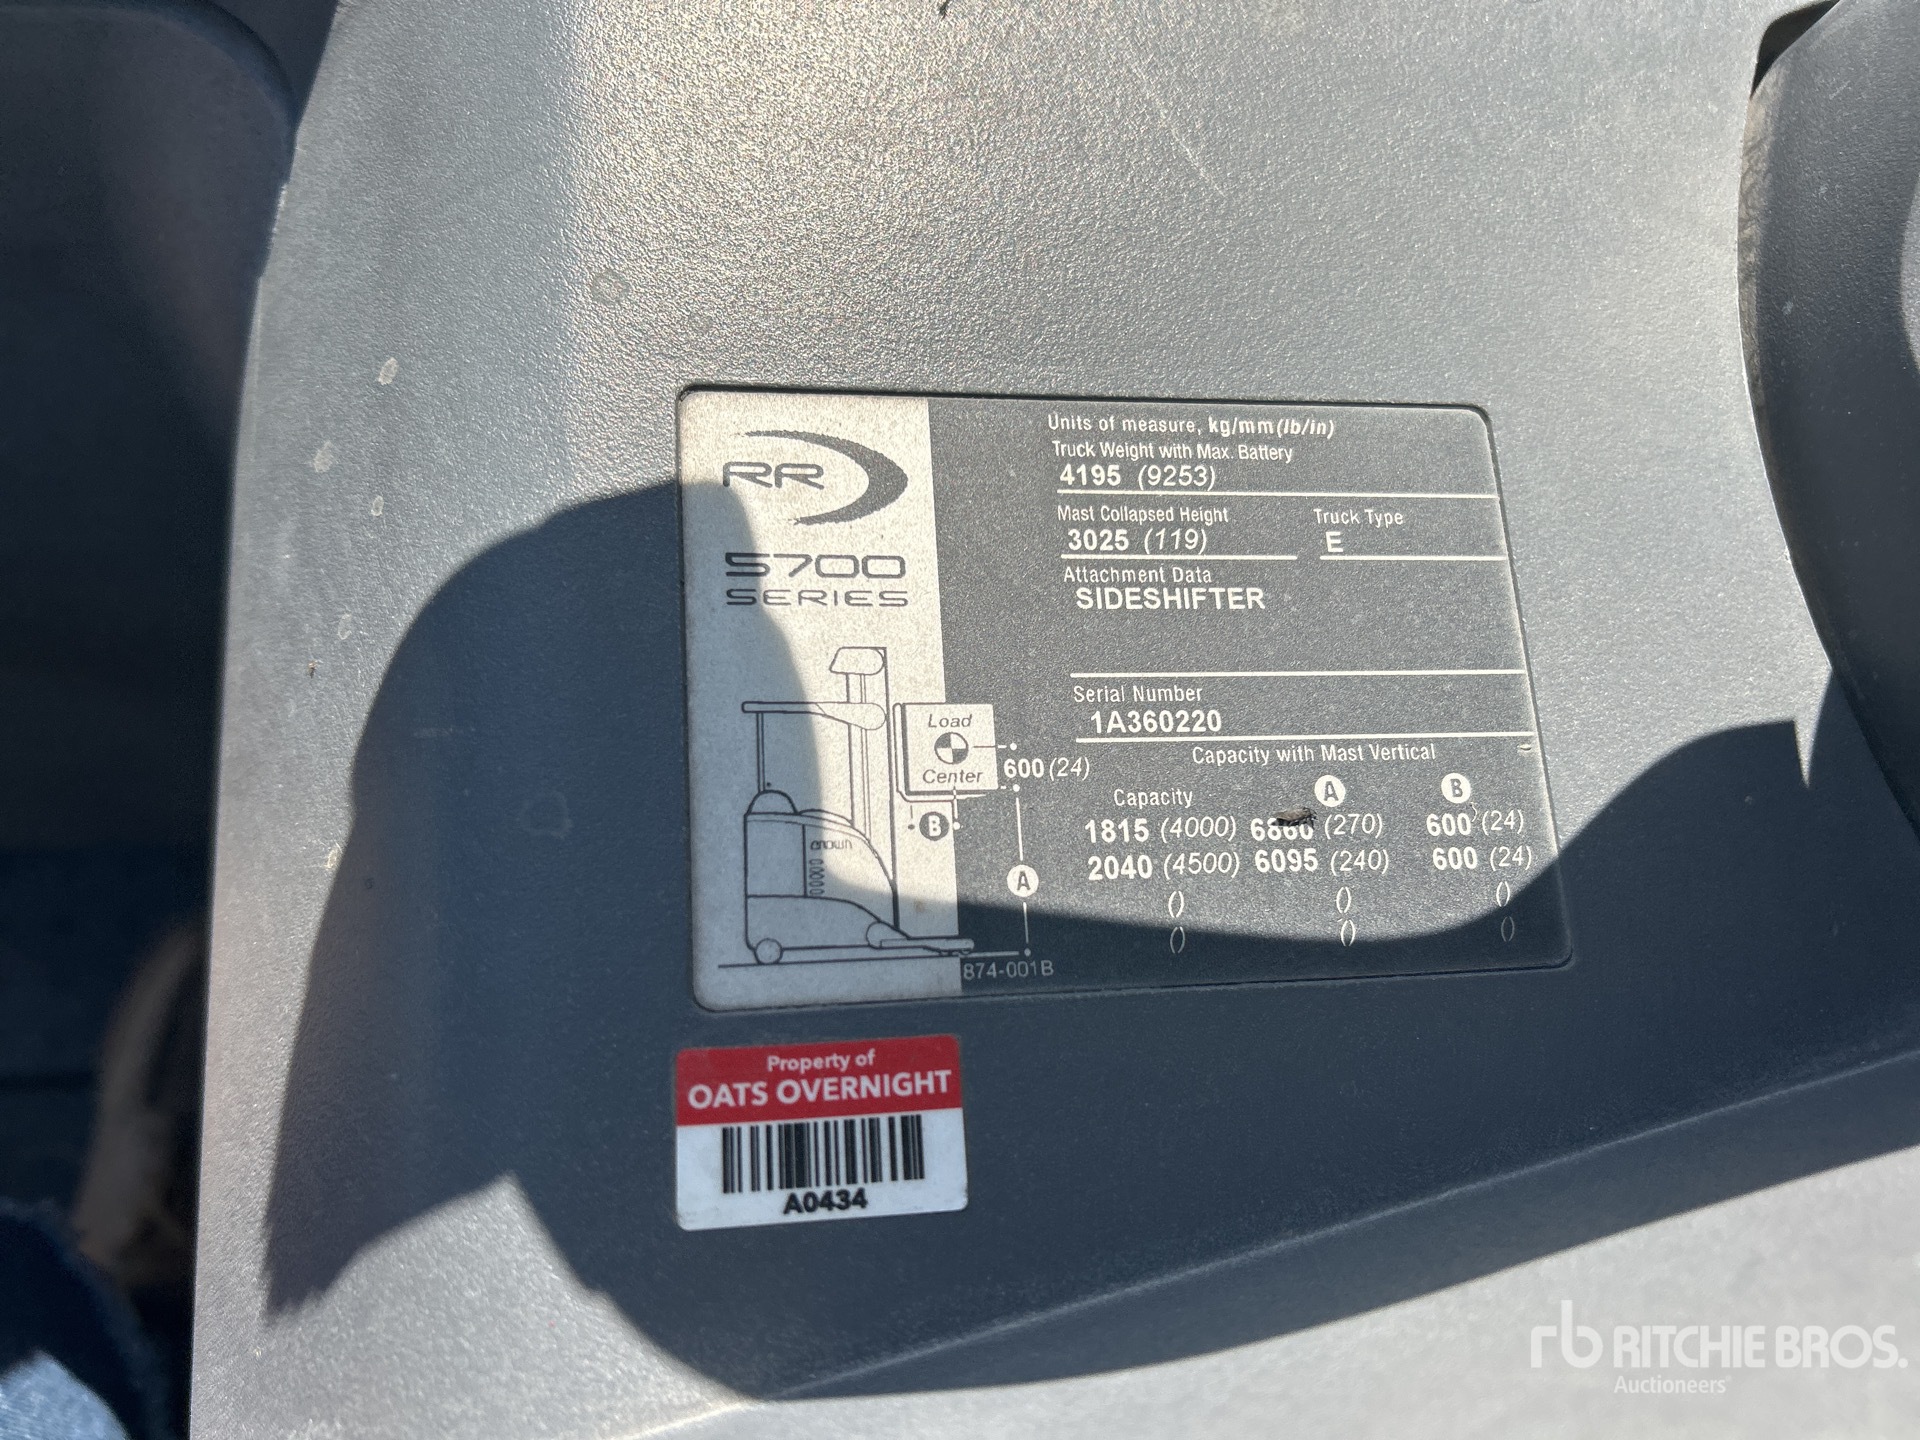 RR
5700
SERIES
Units of measure, kg/mm(lb/in)
Truck Weight with Max. Battery
4195 (9253)
Mast Collapsed Height Truck Type
3025 (119) E
Attachment Data
SIDESHIFTER
Serial Number
1A360220
Capacity with Mast Vertical
Capacity A B
1815 (4000) 6860 (270) 600 (24)
2040 (4500) 6095 (240) 600 (24)
() () ()
() () ()
Load
Center
600 (24)
B
A
CROWN
874-001B
Property of
OATS OVERNIGHT
A0434
rb RITCHIE BROS.
Auctioneers